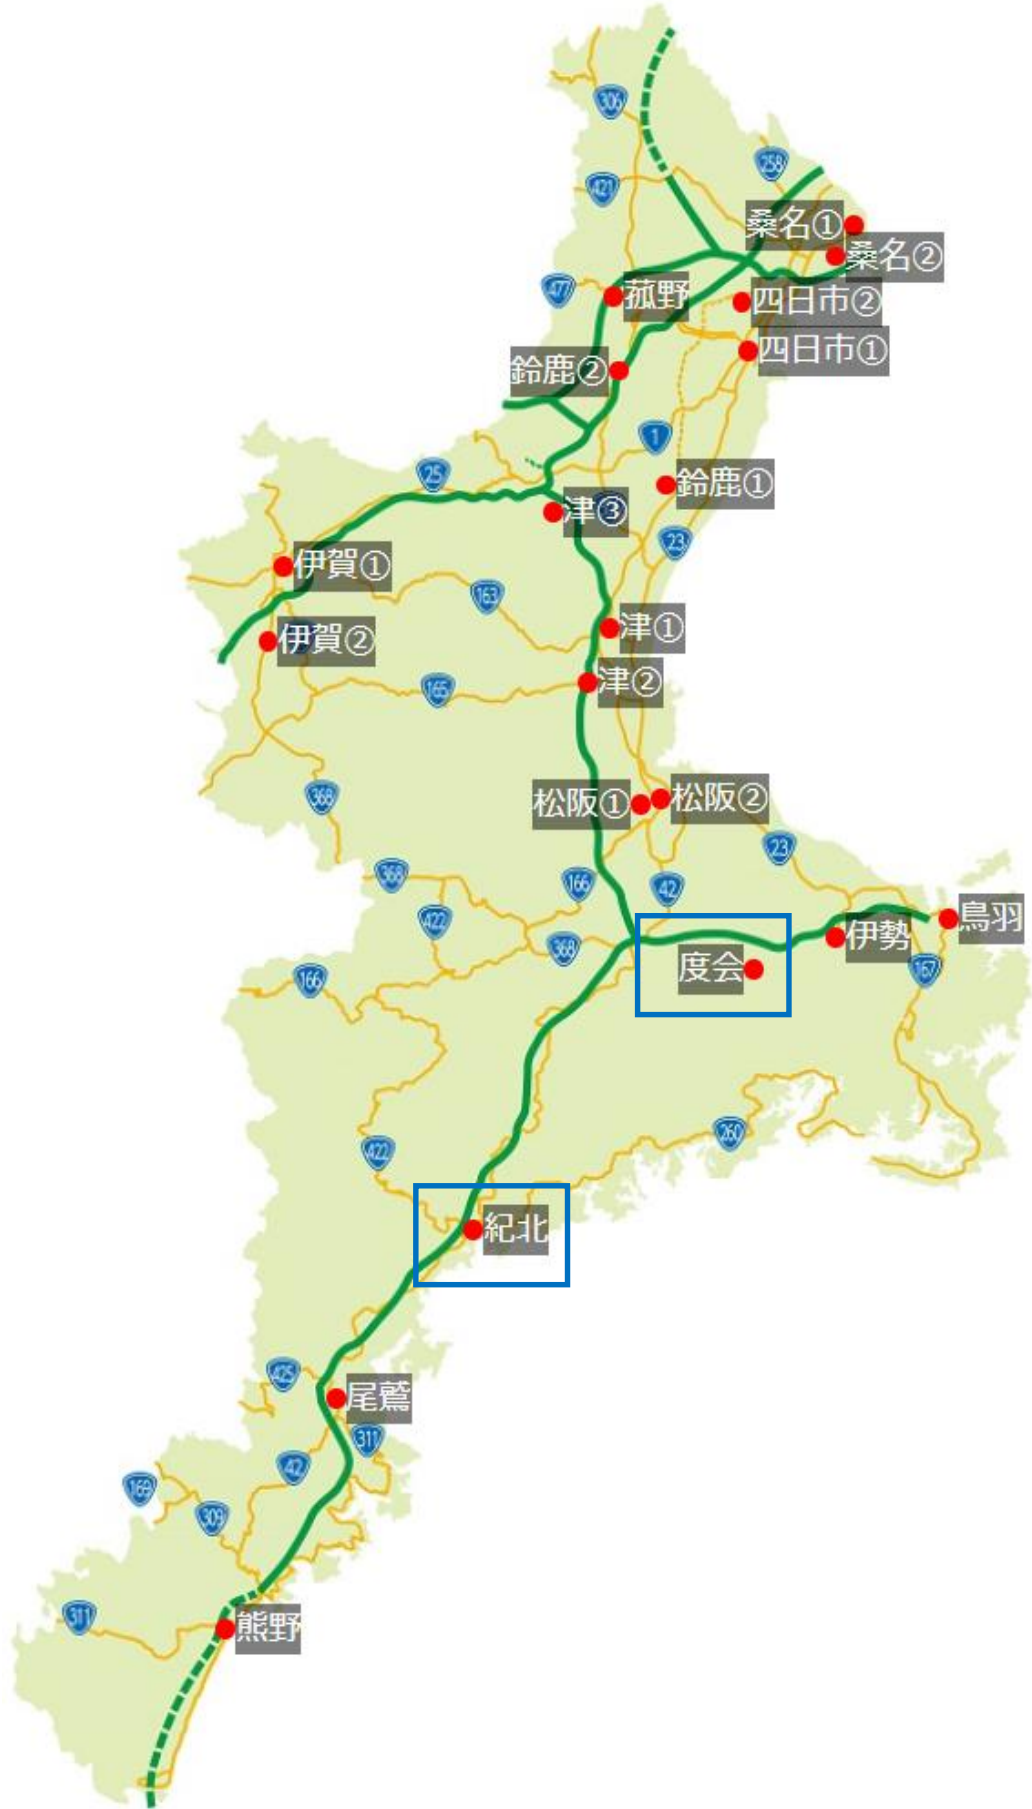 306
258
421
桑名①
桑名②
477
菰野
四日市②
四日市①
鈴鹿②
1
25
鈴鹿①
津③
23
伊賀①
163
津①
伊賀②
津②
165
368
松阪①
松阪②
23
368
166
42
422
鳥羽
伊勢
368
度会
167
166
260
422
紀北
425
尾鷲
311
42
169
309
311
熊野